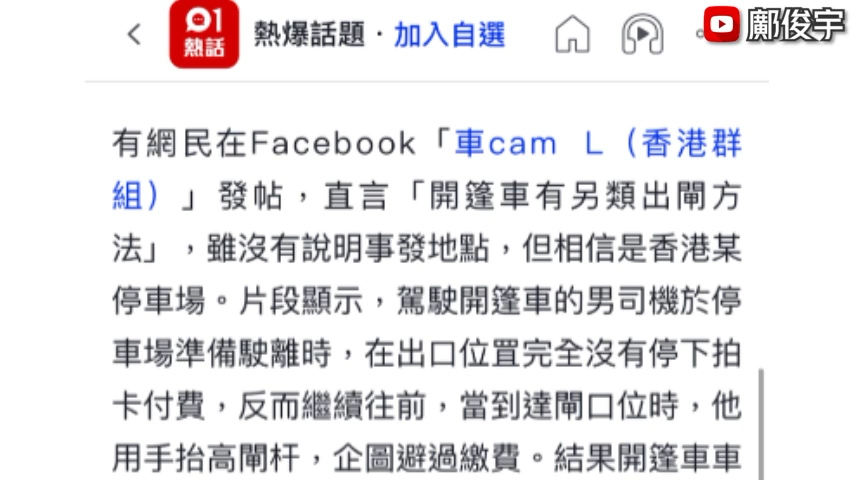 01
熱話
熱爆話題·加入自選
鄺俊宇
有網民在Facebook「車cam L（香港群
組）」發帖，直言「開篷車有另類出閘方
法」，雖沒有說明事發地點，但相信是香港某
停車場。片段顯示，駕駛開篷車的男司機於停
車場準備駛離時，在出口位罝完全沒有停下拍
卡付費，反而繼續往前，當到達閘口位時，他
用手抬高閘杆，企圖避過繳費。結果開篷車車